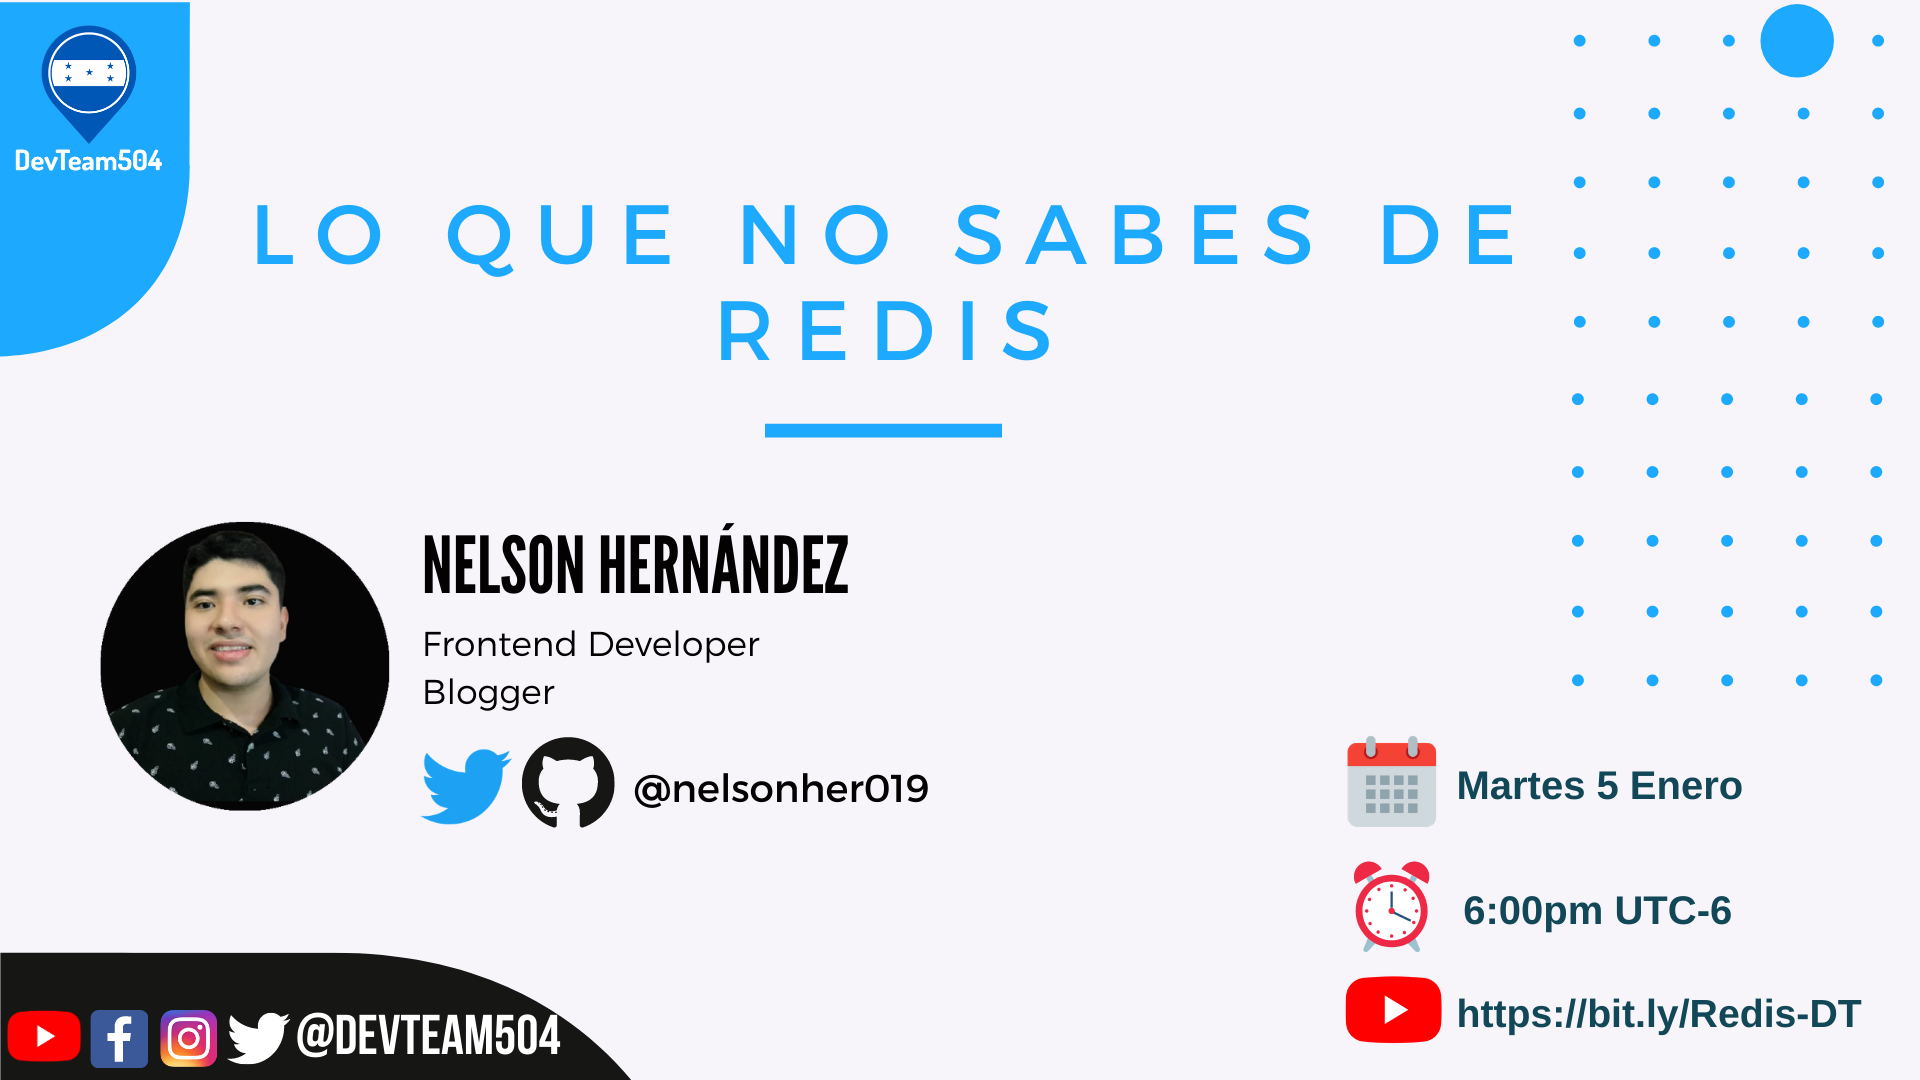 DevTeam504
LO QUE NO SABES DE
REDIS
NELSON HERNÁNDEZ
Frontend Developer
Blogger
@nelsonher019
Martes 5 Enero
6:00pm UTC-6
https://bit.ly/Redis-DT
@DEVTEAM504